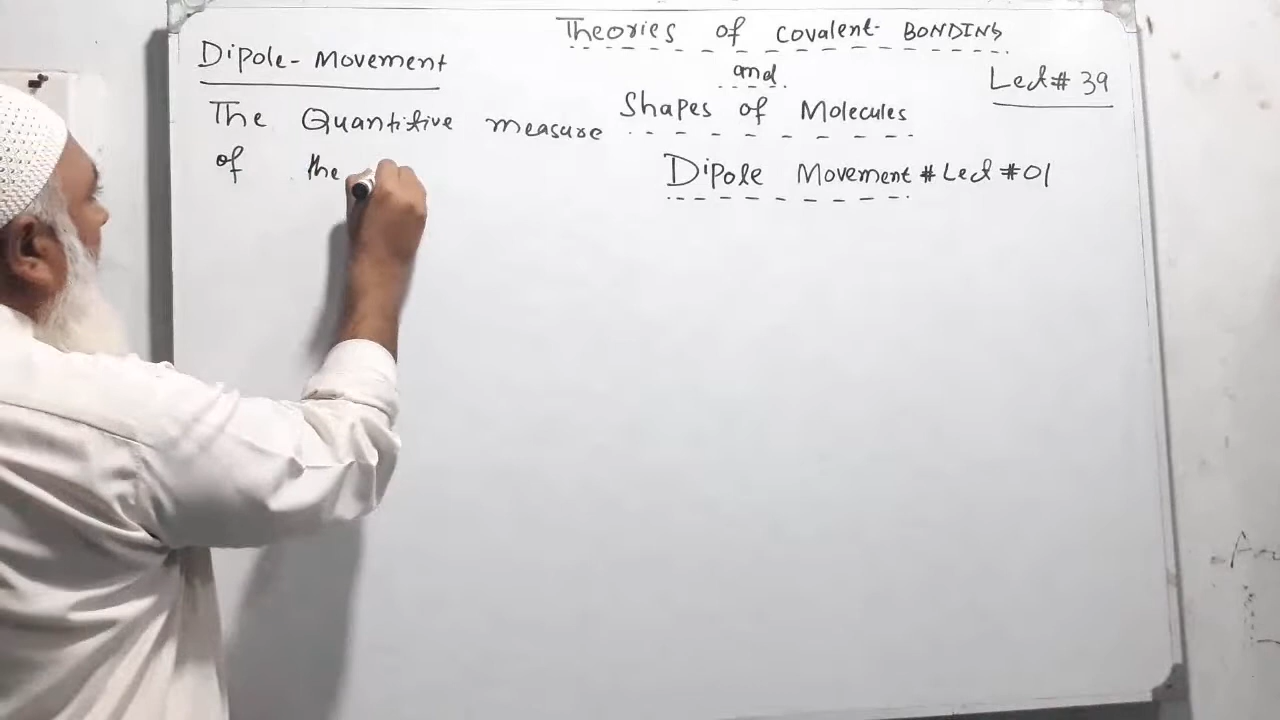 Theories of covalent BONDING
and
Shapes of Molecules
Lect# 39
Dipole Movement # Lect #01
Dipole-Movement
The Quantitive measure
of the